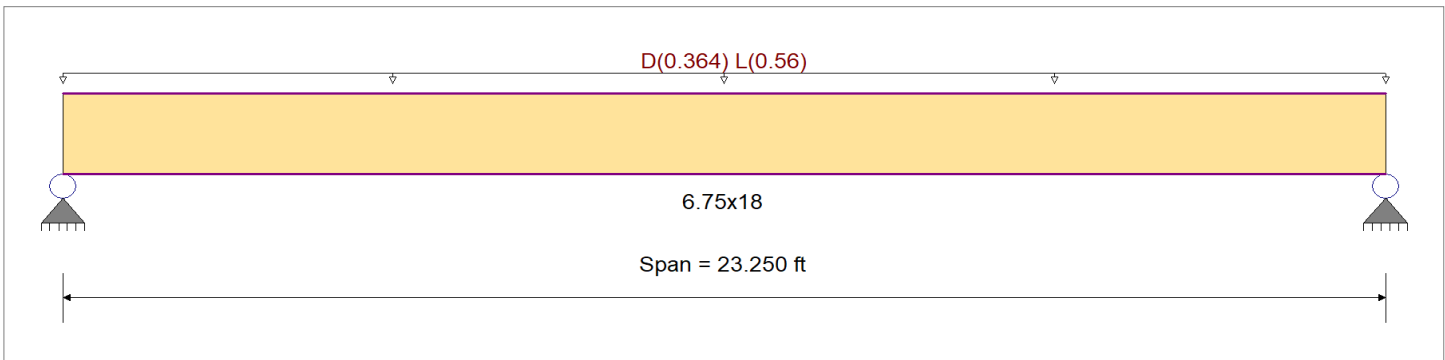 D(0.364) L(0.56)
6.75x18
Span = 23.250 ft